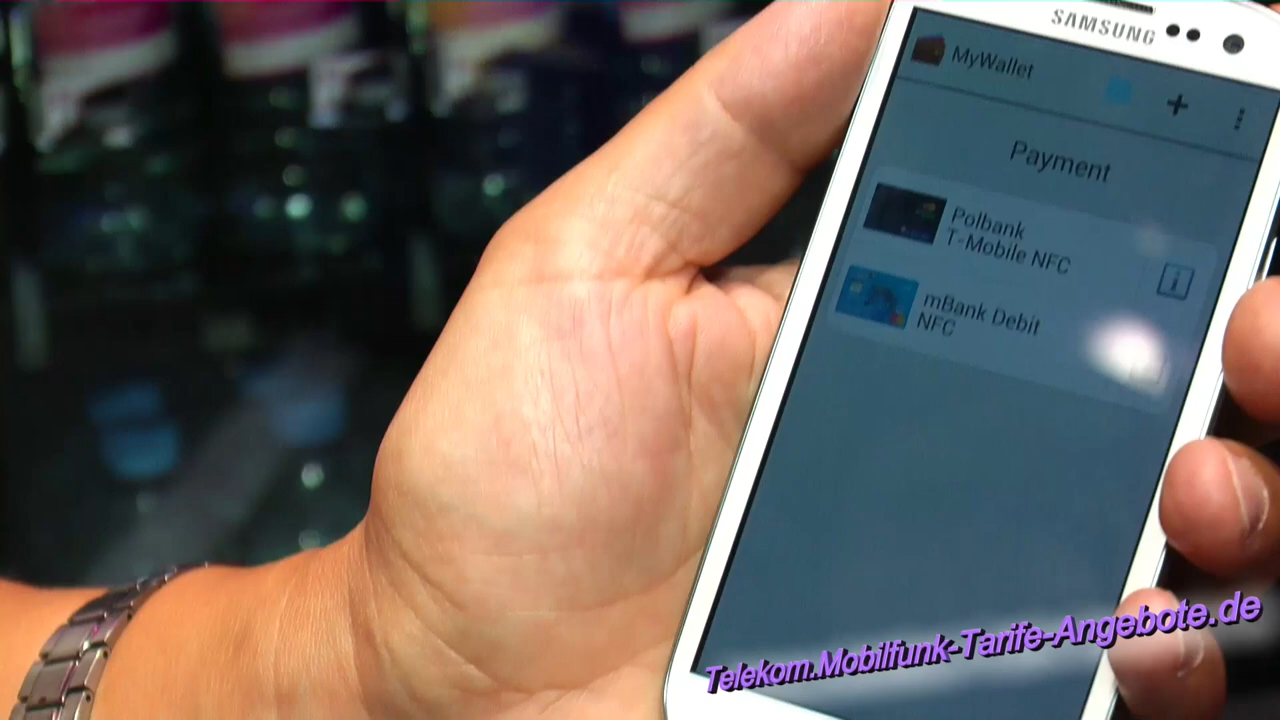 SAMSUNG
MyWallet
Payment
Polbank
T-Mobile NFC
mBank Debit
NFC
Telekom.Mobilfunk-Tarife-Angebote.de